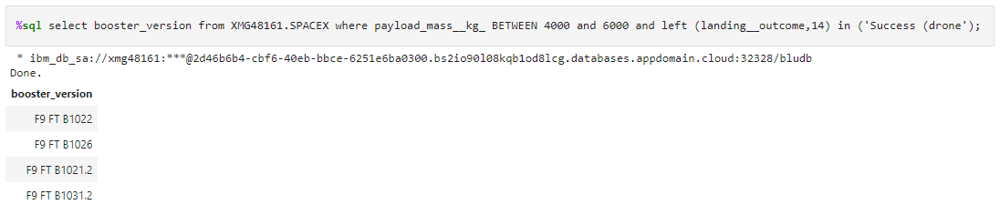 %sql select booster_version from XMG48161.SPACEX where payload_mass__kg_ BETWEEN 4000 and 6000 and left (landing__outcome,14) in ('Success (drone');
* ibm_db_sa://xmg48161:***@2d46b6b4-cbf6-40eb-bbce-6251e6ba0300.bs2io90l08kqb1od8lcg.databases.appdomain.cloud:32328/bludb
Done.
booster_version
F9 FT B1022
F9 FT B1026
F9 FT B1021.2
F9 FT B1031.2